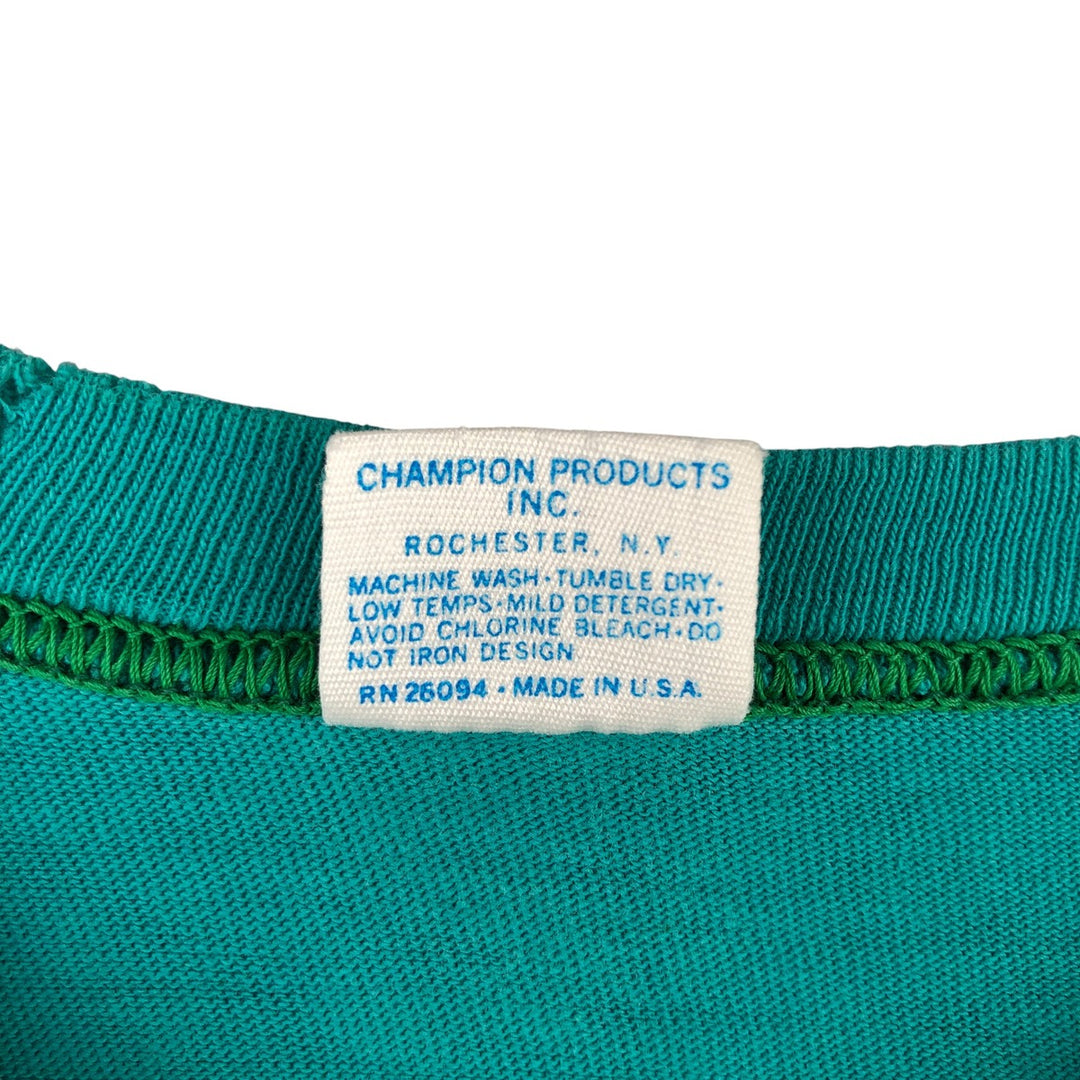 CHAMPION PRODUCTS
INC.
ROCHESTER, N.Y.
MACHINE WASH·TUMBLE DRY·
LOW TEMPS·MILD DETERGENT·
AVOID CHLORINE BLEACH·DO
NOT IRON DESIGN
RN 26094 · MADE IN U.S.A.